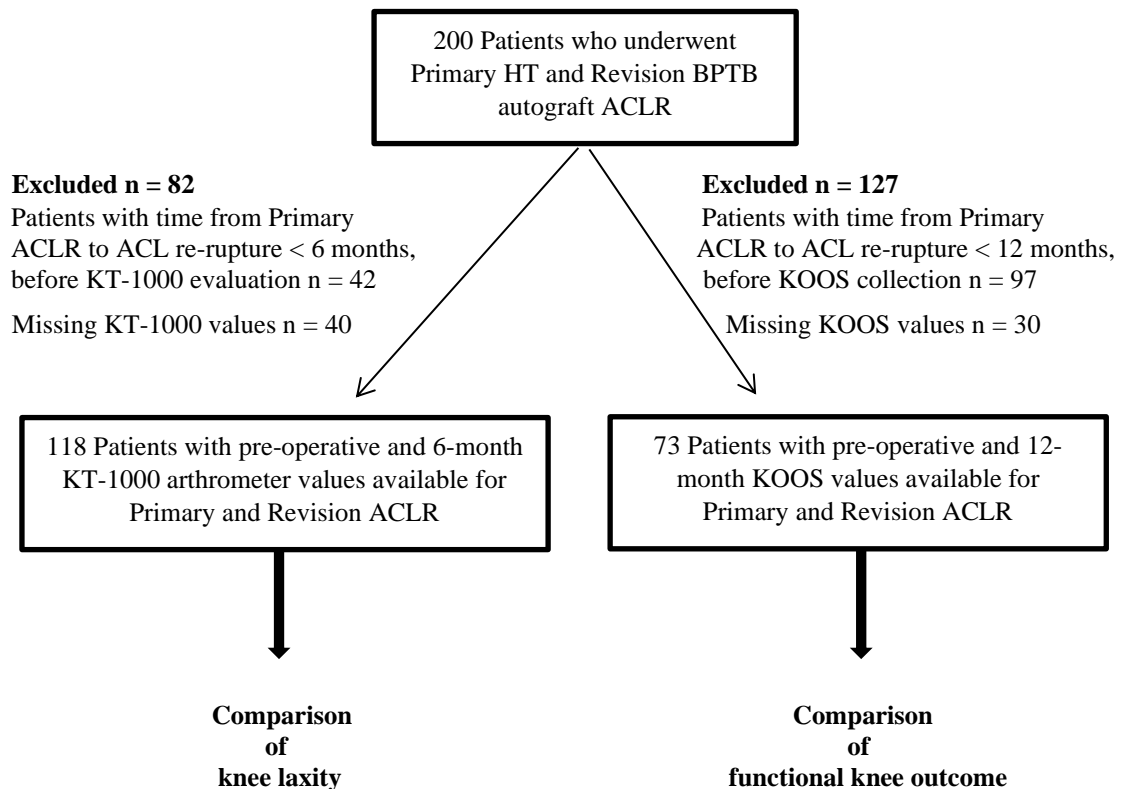 200 Patients who underwent
Primary HT and Revision BPTB
autograft ACLR
Excluded n = 82
Patients with time from Primary
ACLR to ACL re-rupture < 6 months,
before KT-1000 evaluation n = 42
Missing KT-1000 values n = 40
Excluded n = 127
Patients with time from Primary
ACLR to ACL re-rupture < 12 months,
before KOOS collection n = 97
Missing KOOS values n = 30
118 Patients with pre-operative and 6-month
KT-1000 arthrometer values available for
Primary and Revision ACLR
73 Patients with pre-operative and 12-
month KOOS values available for
Primary and Revision ACLR
Comparison
of
knee laxity
Comparison
of
functional knee outcome